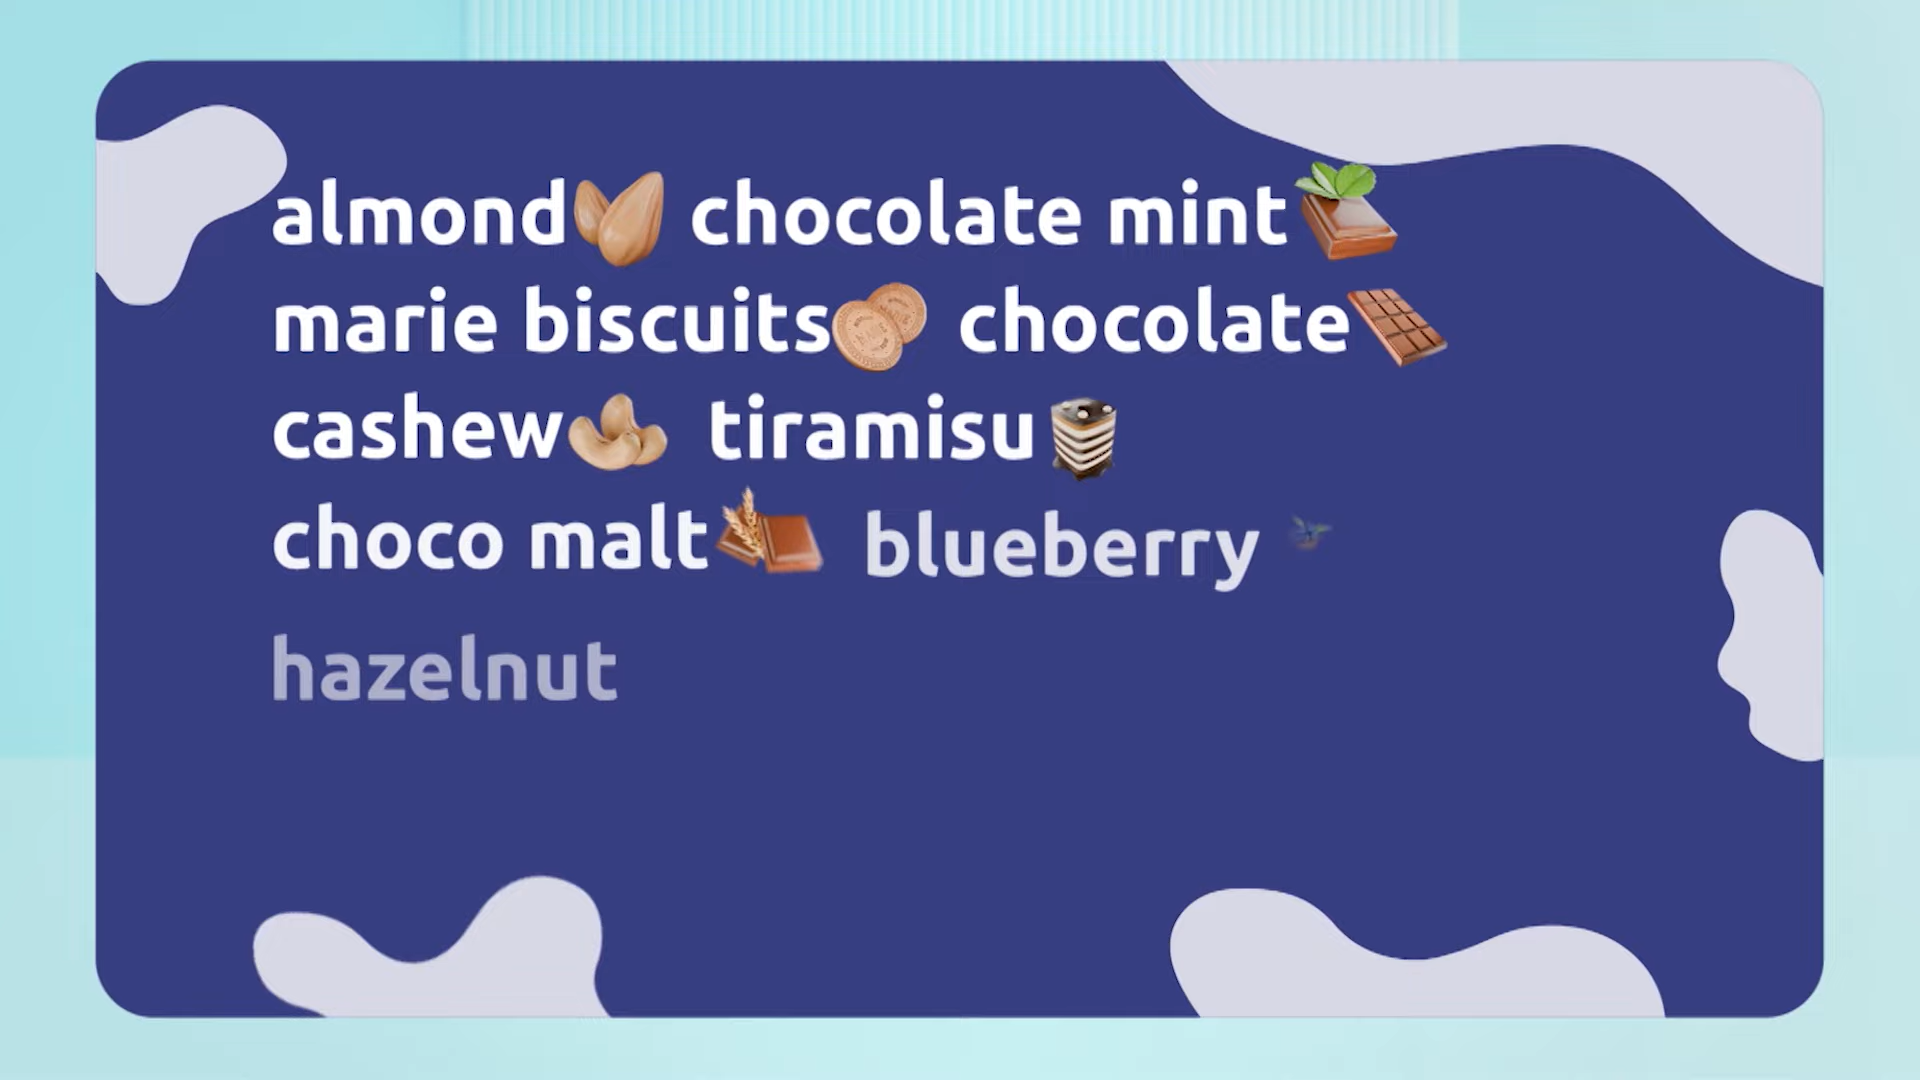 almond chocolate mint
marie biscuits chocolate
cashew tiramisu
choco malt blueberry
hazelnut